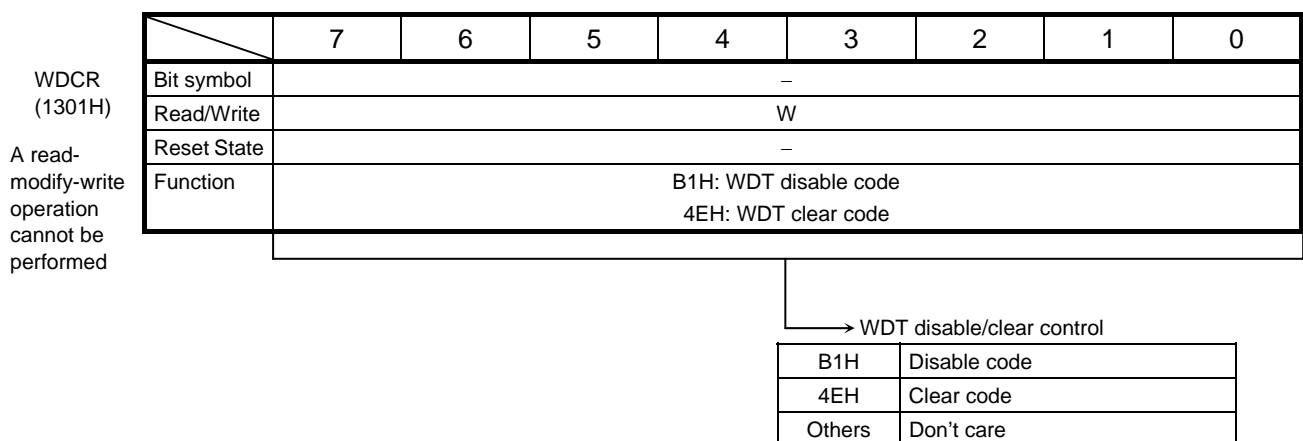 7 6 5 4 3 2 1 0
WDCR
(1301H)
A read-
modify-write
operation
cannot be
performed
Bit symbol –
Read/Write W
Reset State –
Function B1H: WDT disable code
4EH: WDT clear code
WDT disable/clear control
B1H Disable code
4EH Clear code
Others Don't care